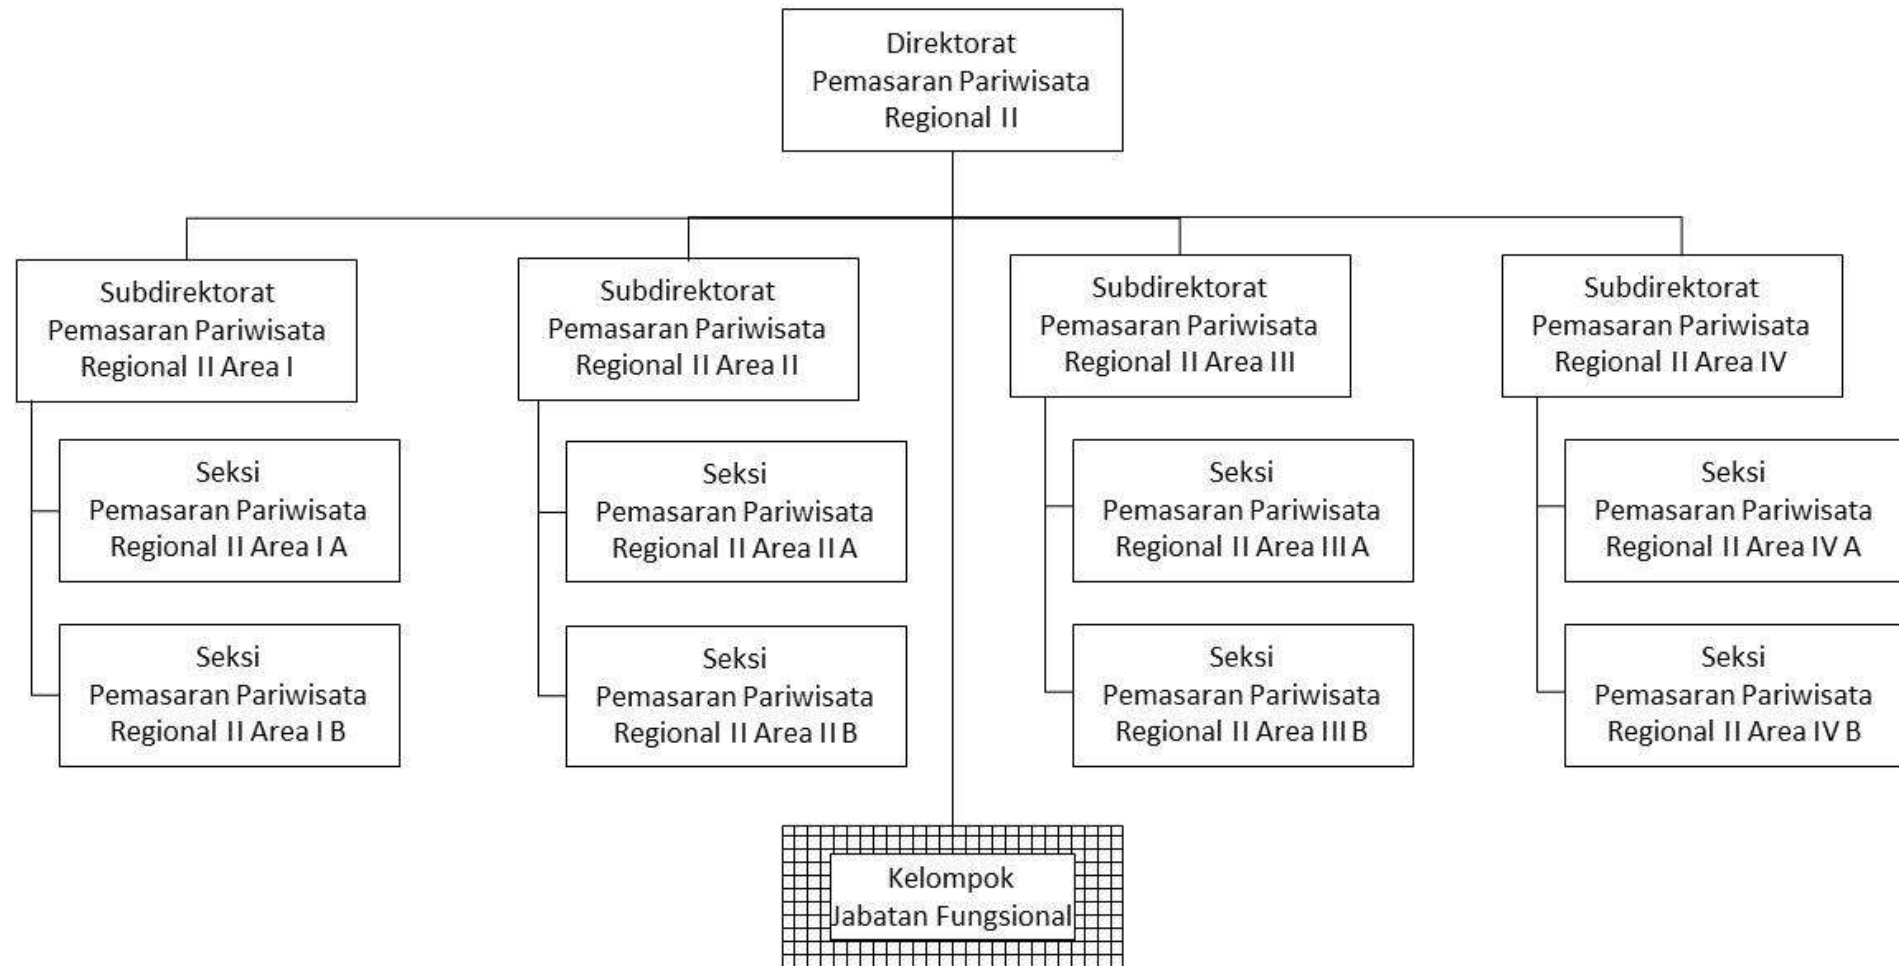 Direktorat
Pemasaran Pariwisata
Regional II
Subdirektorat
Pemasaran Pariwisata
Regional II Area I
Subdirektorat
Pemasaran Pariwisata
Regional II Area II
Subdirektorat
Pemasaran Pariwisata
Regional II Area III
Subdirektorat
Pemasaran Pariwisata
Regional II Area IV
Seksi
Pemasaran Pariwisata
Regional II Area I A
Seksi
Pemasaran Pariwisata
Regional II Area II A
Seksi
Pemasaran Pariwisata
Regional II Area III A
Seksi
Pemasaran Pariwisata
Regional II Area IV A
Seksi
Pemasaran Pariwisata
Regional II Area I B
Seksi
Pemasaran Pariwisata
Regional II Area II B
Seksi
Pemasaran Pariwisata
Regional II Area III B
Seksi
Pemasaran Pariwisata
Regional II Area IV B
Kelompok
Jabatan Fungsional